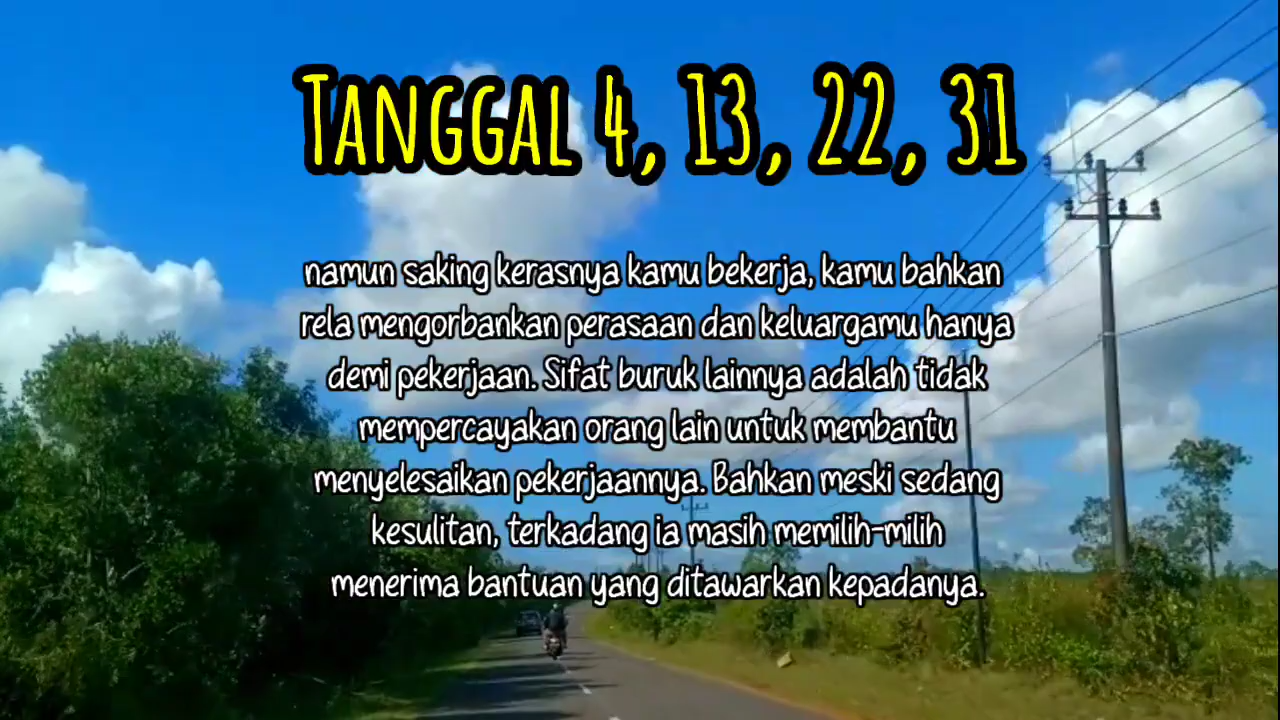 Tanggal 4, 13, 22, 31
namun saking kerasnya kamu bekerja, kamu bahkan
rela mengorbankan perasaan dan keluargamu hanya
demi pekerjaan. Sifat buruk lainnya adalah tidak
mempercayakan orang lain untuk membantu
menyelesaikan pekerjaannya. Bahkan meski sedang
kesulitan, terkadang ia masih memilih-milih
menerima bantuan yang ditawarkan kepadanya.